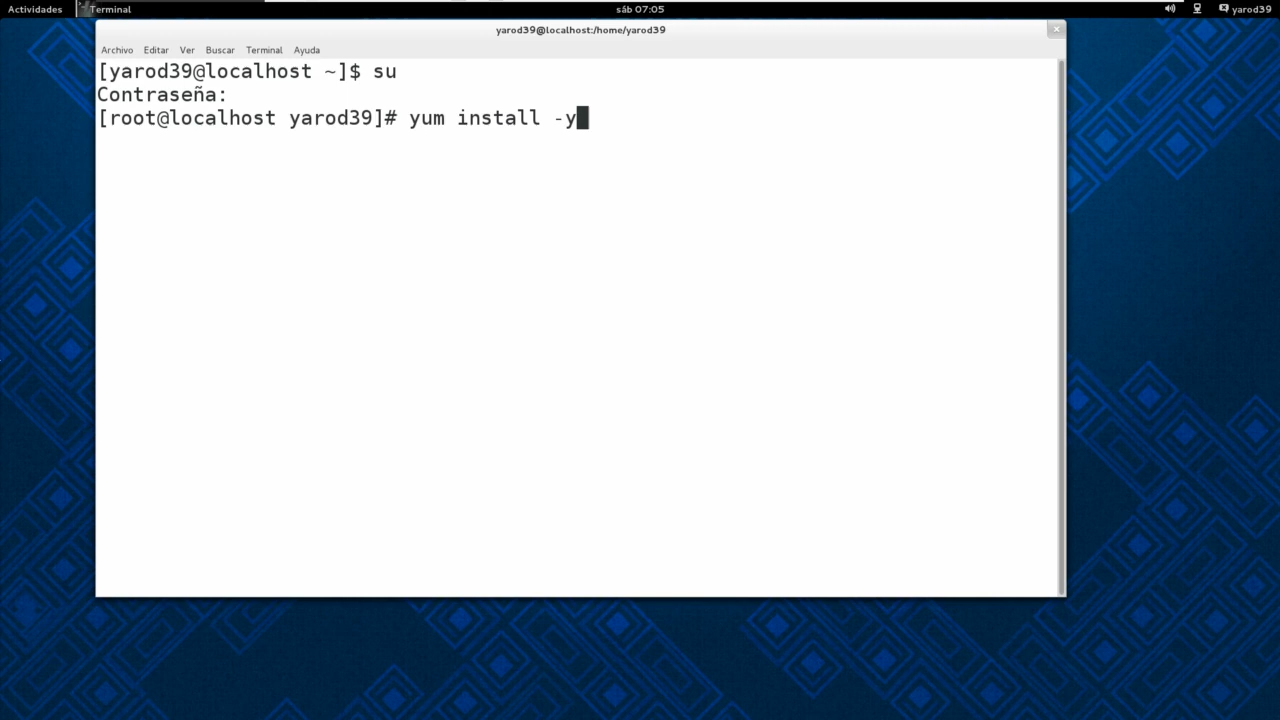 Actividades Terminal sáb 07:05 yarod39
yarod39@localhost:/home/yarod39
Archivo Editar Ver Buscar Terminal Ayuda
[yarod39@localhost ~]$ su
Contraseña:
[root@localhost yarod39]# yum install -y